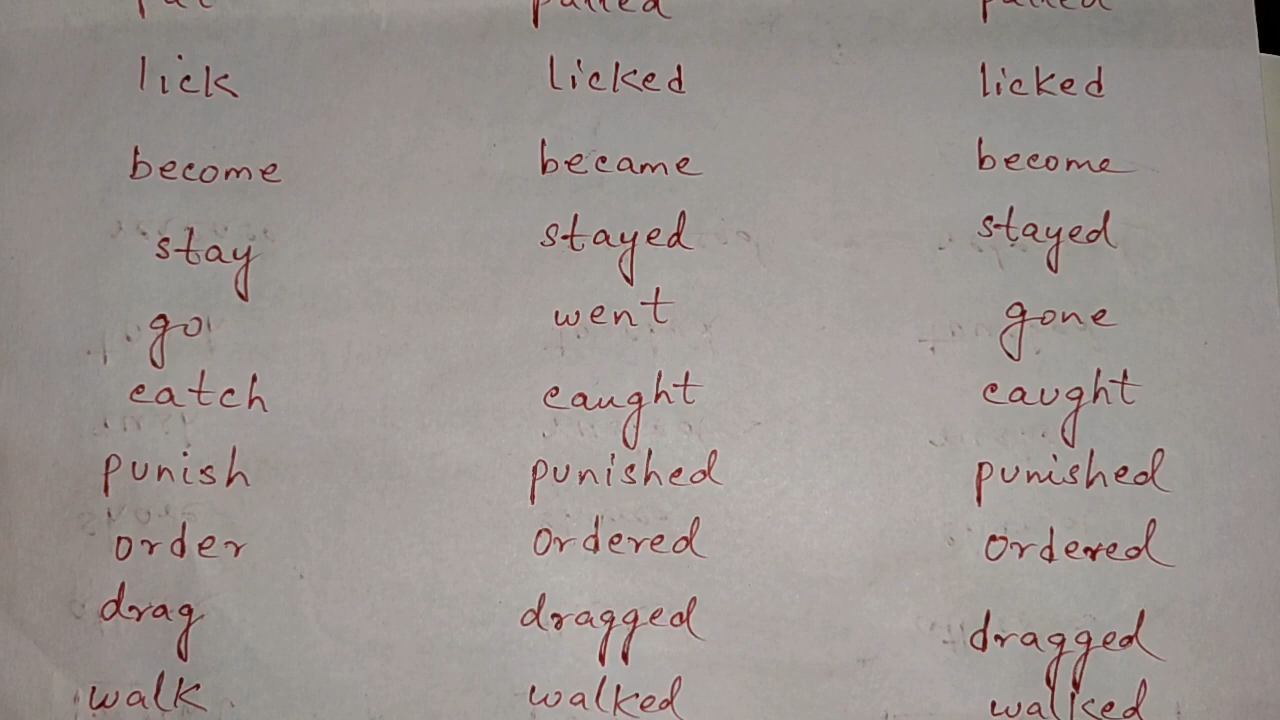 lick licked licked
become became become
stay stayed stayed
go went gone
catch caught caught
punish punished punished
order ordered ordered
drag dragged dragged
walk walked walked